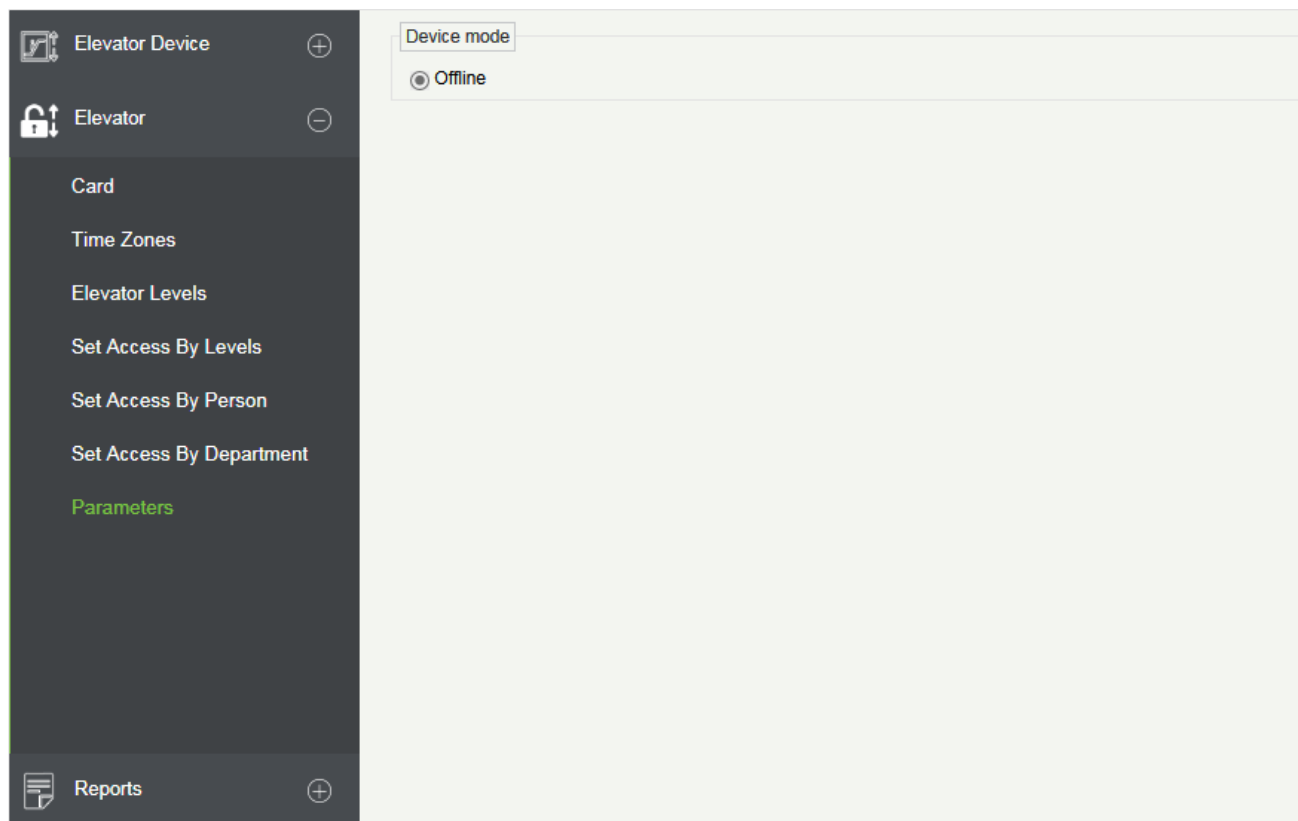 Elevator Device
Elevator
Card
Time Zones
Elevator Levels
Set Access By Levels
Set Access By Person
Set Access By Department
Parameters
Reports
Device mode
Offline